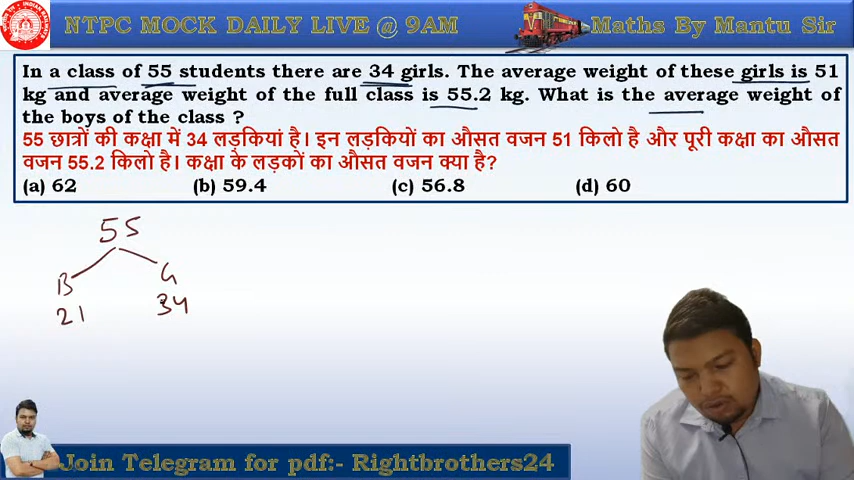 NTPC MOCK DAILY LIVE @ 9AM
Maths By Mantu Sir
In a class of 55 students there are 34 girls. The average weight of these girls is 51
kg and average weight of the full class is 55.2 kg. What is the average weight of
the boys of the class ?
55 छात्रों की कक्षा में 34 लड़कियां है। इन लड़कियों का औसत वजन 51 किलो है और पूरी कक्षा का औसत
वजन 55.2 किलो है। कक्षा के लड़कों का औसत वजन क्या है?
(a) 62 (b) 59.4 (c) 56.8 (d) 60
55
B G
21 34
Join Telegram for pdf:- Rightbrothers24